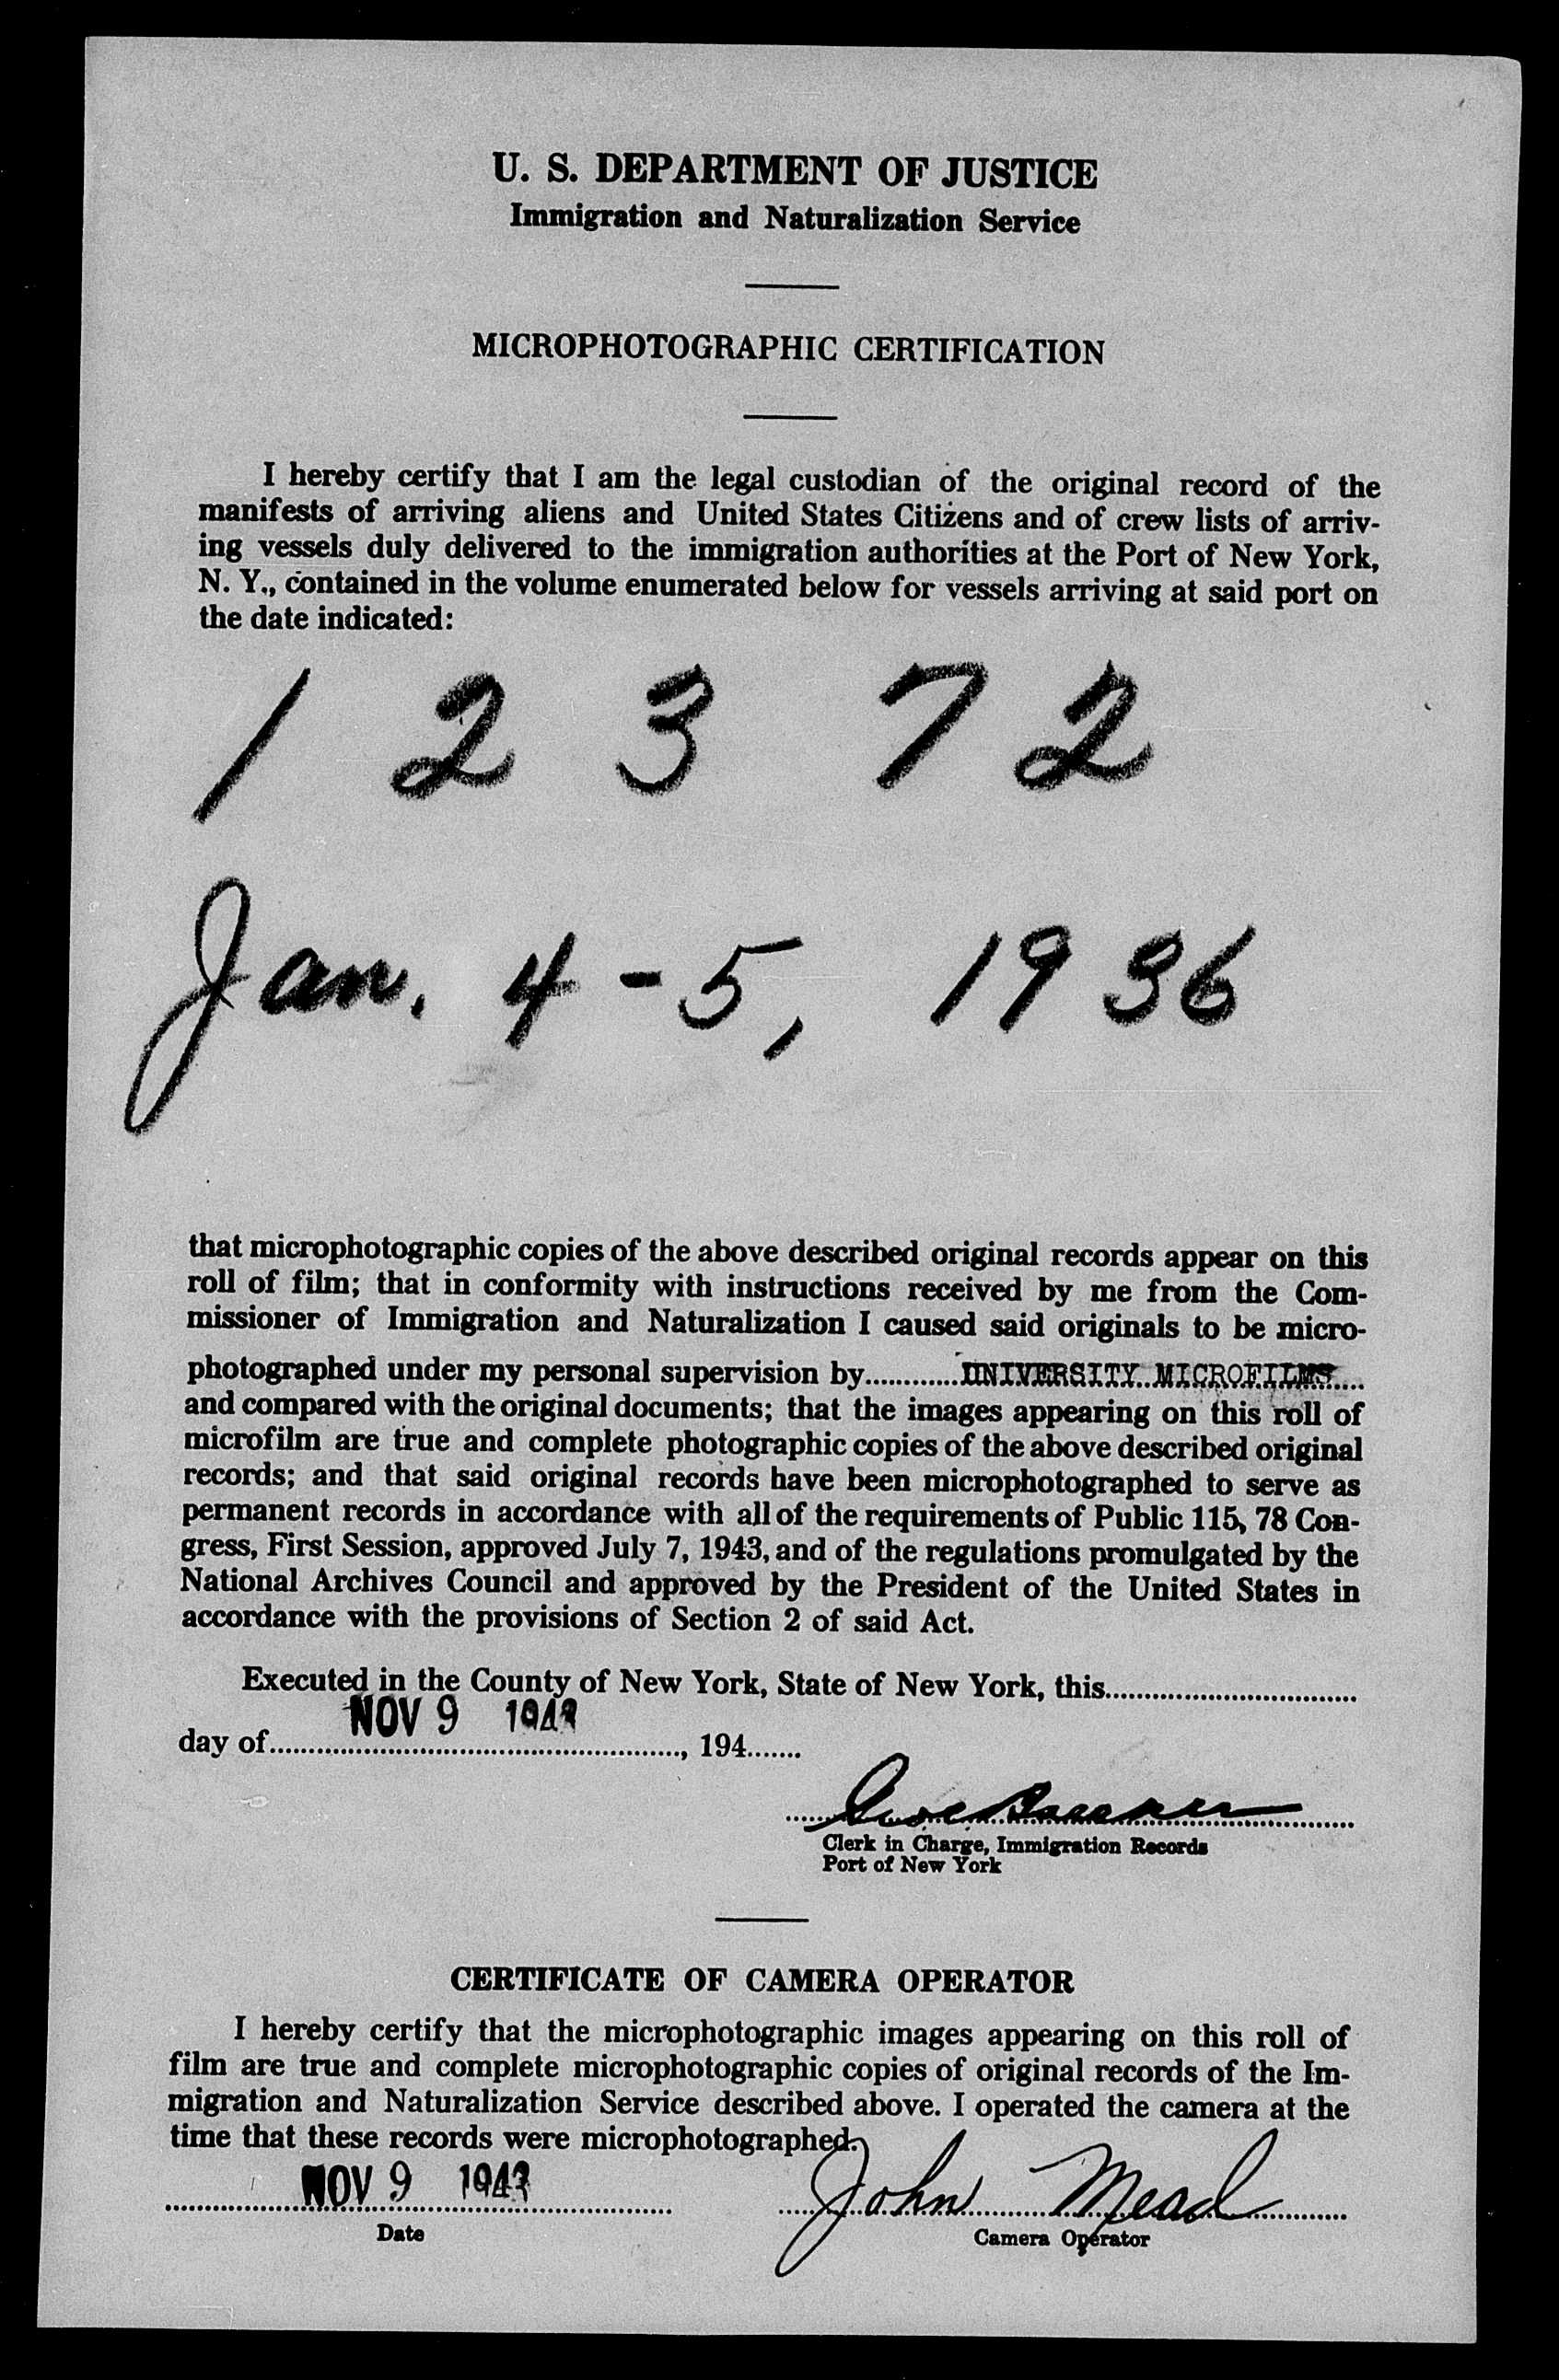 U. S. DEPARTMENT OF JUSTICE
Immigration and Naturalization Service
MICROPHOTOGRAPHIC CERTIFICATION
I hereby certify that I am the legal custodian of the original record of the
manifests of arriving aliens and United States Citizens and of crew lists of arriv-
ing vessels duly delivered to the immigration authorities at the Port of New York,
N. Y., contained in the volume enumerated below for vessels arriving at said port on
the date indicated:
1 2 3 7 2
Jan. 4 - 5, 1936
that microphotographic copies of the above described original records appear on this
roll of film; that in conformity with instructions received by me from the Com-
missioner of Immigration and Naturalization I caused said originals to be micro-
photographed under my personal supervision by............UNIVERSITY MICROFILMS....
and compared with the original documents; that the images appearing on this roll of
microfilm are true and complete photographic copies of the above described original
records; and that said original records have been microphotographed to serve as
permanent records in accordance with all of the requirements of Public 115, 78 Con-
gress, First Session, approved July 7, 1943, and of the regulations promulgated by the
National Archives Council and approved by the President of the United States in
accordance with the provisions of Section 2 of said Act.
Executed in the County of New York, State of New York, this................................
NOV 9 1943
day of....................................................., 194.......
Clerk in Charge, Immigration Records
Port of New York
CERTIFICATE OF CAMERA OPERATOR
I hereby certify that the microphotographic images appearing on this roll of
film are true and complete microphotographic copies of original records of the Im-
migration and Naturalization Service described above. I operated the camera at the
time that these records were microphotographed.
NOV 9 1943 John Mead
Date Camera Operator